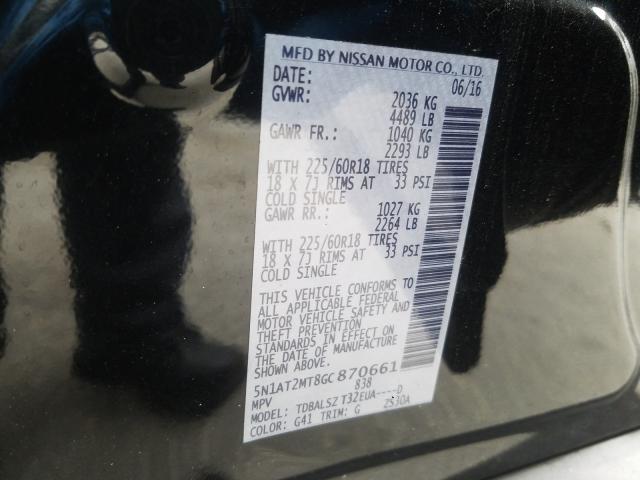 MFD BY NISSAN MOTOR CO., LTD.
DATE: 06/16
GVWR: 2036 KG
4489 LB
GAWR FR.: 1040 KG
2293 LB
WITH 225/60R18 TIRES
18 X 7J RIMS AT 33 PSI
COLD SINGLE
GAWR RR.: 1027 KG
2264 LB
WITH 225/60R18 TIRES
18 X 7J RIMS AT 33 PSI
COLD SINGLE
THIS VEHICLE CONFORMS TO
ALL APPLICABLE FEDERAL
MOTOR VEHICLE SAFETY AND
THEFT PREVENTION
STANDARDS IN EFFECT ON
THE DATE OF MANUFACTURE
SHOWN ABOVE.
5N1AT2MT8GC870661
MPV 838
MODEL: TDBALSZ T32EUA----D
COLOR: G41 TRIM: G 2530A